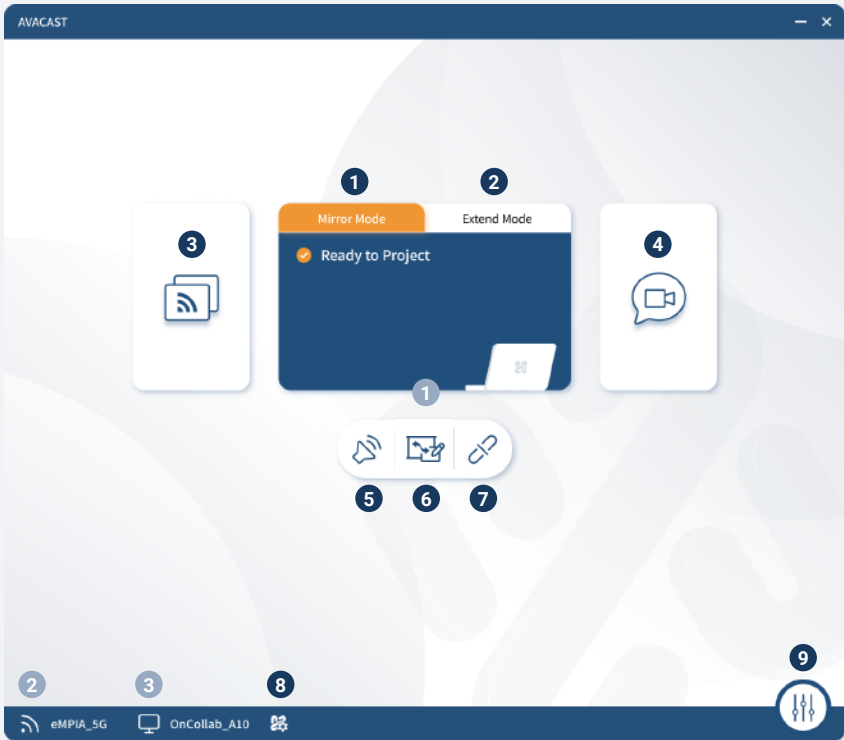 AVACAST
1
2
Mirror Mode
Extend Mode
3
4
Ready to Project
1
5
6
7
9
2
3
8
eMPIA_5G
OnCollab_A10